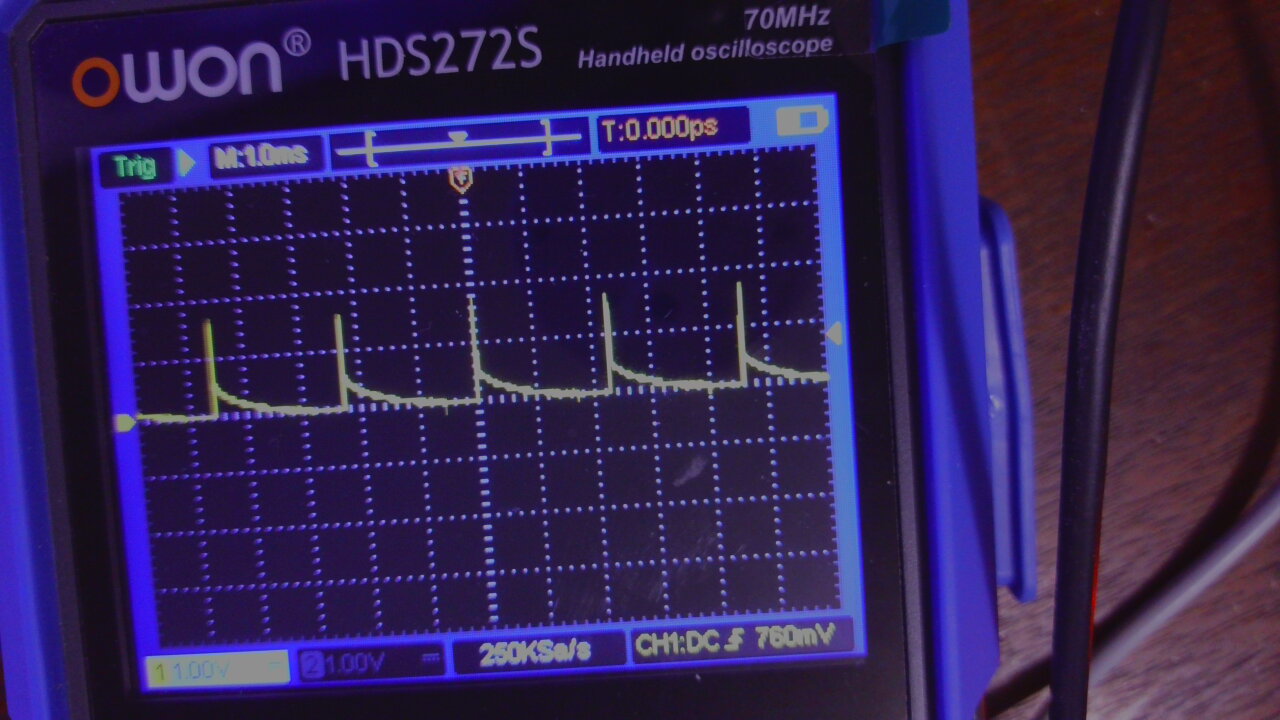 owon® HDS272S
70MHz
Handheld oscilloscope
Trig M:1.0ms T T:0.000ps
1 1.00V 2 1.00V 250KSa/s CH1:DC 760mV